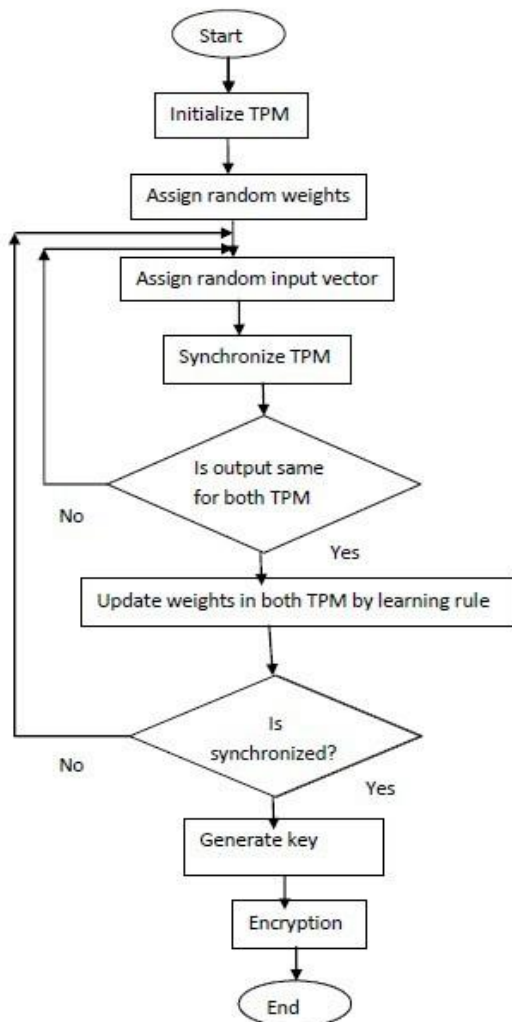 Start
Initialize TPM
Assign random weights
Assign random input vector
Synchronize TPM
Is output same
for both TPM
No
Yes
Update weights in both TPM by learning rule
Is
synchronized?
No
Yes
Generate key
Encryption
End